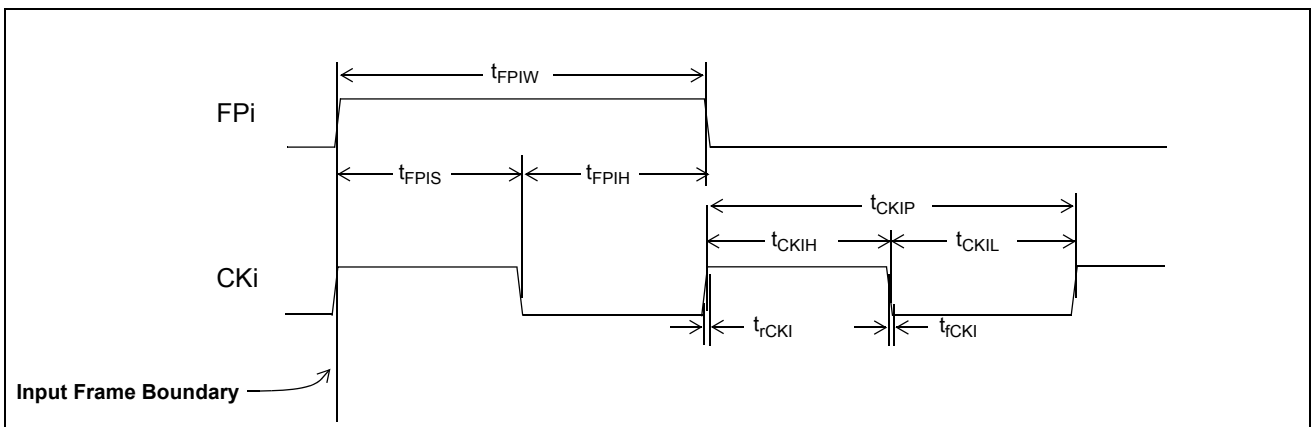 tFPIW
FPi
tFPIS
tFPIH
tCKIP
tCKIH
tCKIL
CKi
trCKI
tfCKI
Input Frame Boundary